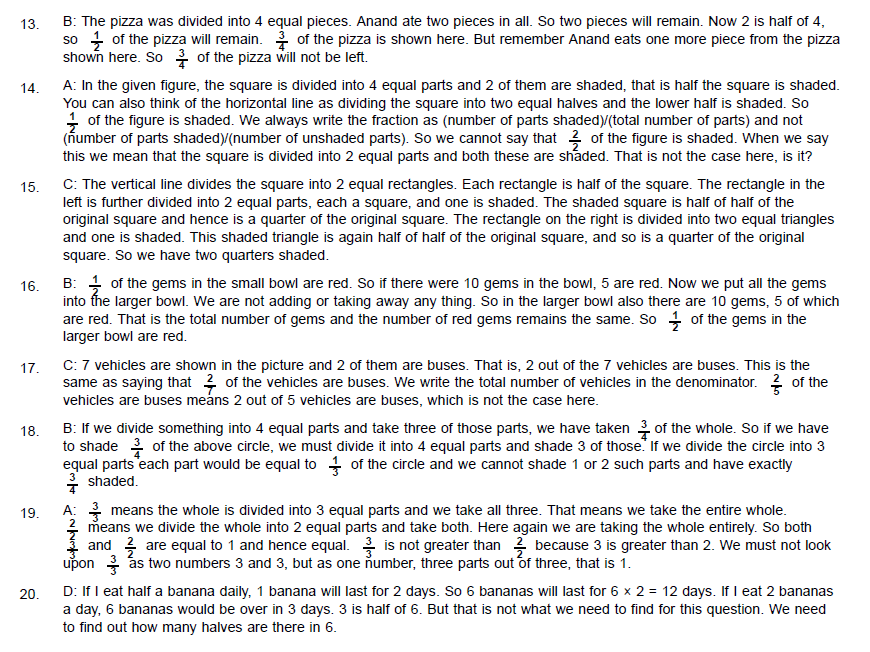 13. B: The pizza was divided into 4 equal pieces. Anand ate two pieces in all. So two pieces will remain. Now 2 is half of 4,
so 1/2 of the pizza will remain. 3/4 of the pizza is shown here. But remember Anand eats one more piece from the pizza
shown here. So 3/4 of the pizza will not be left.
14. A: In the given figure, the square is divided into 4 equal parts and 2 of them are shaded, that is half the square is shaded.
You can also think of the horizontal line as dividing the square into two equal halves and the lower half is shaded. So
1/2 of the figure is shaded. We always write the fraction as (number of parts shaded)/(total number of parts) and not
(number of parts shaded)/(number of unshaded parts). So we cannot say that 2/2 of the figure is shaded. When we say
this we mean that the square is divided into 2 equal parts and both these are shaded. That is not the case here, is it?
15. C: The vertical line divides the square into 2 equal rectangles. Each rectangle is half of the square. The rectangle in the
left is further divided into 2 equal parts, each a square, and one is shaded. The shaded square is half of half of the
original square and hence is a quarter of the original square. The rectangle on the right is divided into two equal triangles
and one is shaded. This shaded triangle is again half of half of the original square, and so is a quarter of the original
square. So we have two quarters shaded.
16. B: 1/2 of the gems in the small bowl are red. So if there were 10 gems in the bowl, 5 are red. Now we put all the gems
into the larger bowl. We are not adding or taking away any thing. So in the larger bowl also there are 10 gems, 5 of which
are red. That is the total number of gems and the number of red gems remains the same. So 1/2 of the gems in the
larger bowl are red.
17. C: 7 vehicles are shown in the picture and 2 of them are buses. That is, 2 out of the 7 vehicles are buses. This is the
same as saying that 2/7 of the vehicles are buses. We write the total number of vehicles in the denominator. 2/5 of the
vehicles are buses means 2 out of 5 vehicles are buses, which is not the case here.
18. B: If we divide something into 4 equal parts and take three of those parts, we have taken 3/4 of the whole. So if we have
to shade 3/4 of the above circle, we must divide it into 4 equal parts and shade 3 of those. If we divide the circle into 3
equal parts each part would be equal to 1/3 of the circle and we cannot shade 1 or 2 such parts and have exactly
3/4 shaded.
19. A: 3/3 means the whole is divided into 3 equal parts and we take all three. That means we take the entire whole.
2/2 means we divide the whole into 2 equal parts and take both. Here again we are taking the whole entirely. So both
3/3 and 2/2 are equal to 1 and hence equal. 3/3 is not greater than 2/2 because 3 is greater than 2. We must not look
upon 3/3 as two numbers 3 and 3, but as one number, three parts out of three, that is 1.
20. D: If I eat half a banana daily, 1 banana will last for 2 days. So 6 bananas will last for 6 × 2 = 12 days. If I eat 2 bananas
a day, 6 bananas would be over in 3 days. 3 is half of 6. But that is not what we need to find for this question. We need
to find out how many halves are there in 6.